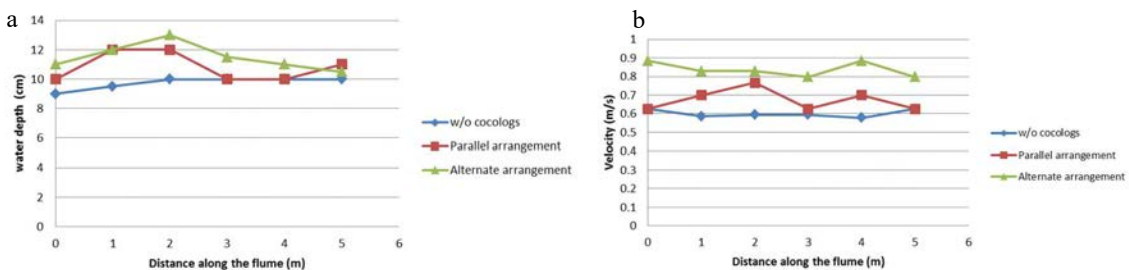 a
14
12
10
8
6
4
2
0
water depth (cm)
0 1 2 3 4 5 6
Distance along the flume (m)
w/o cocologs
Parallel arrangement
Alternate arrangement
b
1
0.9
0.8
0.7
0.6
0.5
0.4
0.3
0.2
0.1
0
Velocity (m/s)
0 1 2 3 4 5 6
Distance along the flume (m)
w/o cocologs
Parallel arrangement
Alternate arrangement